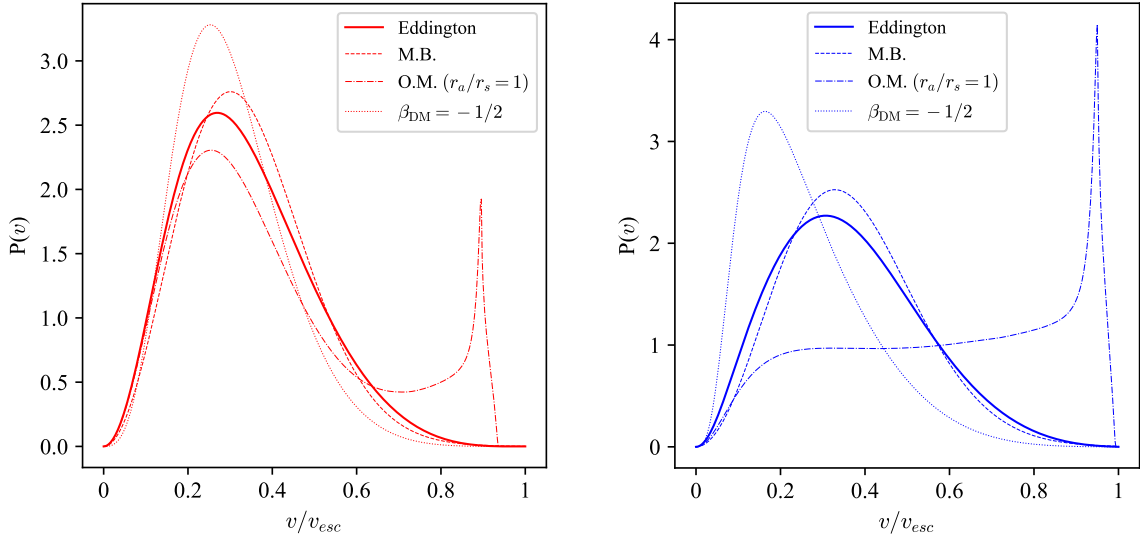 Eddington
M.B.
O.M. (r_a/r_s = 1)
β_DM = −1/2
P(v)
3.0
2.5
2.0
1.5
1.0
0.5
0.0
0
0.2
0.4
0.6
0.8
1
v/v_esc
Eddington
M.B.
O.M. (r_a/r_s = 1)
β_DM = −1/2
P(v)
4
3
2
1
0
0
0.2
0.4
0.6
0.8
1
v/v_esc